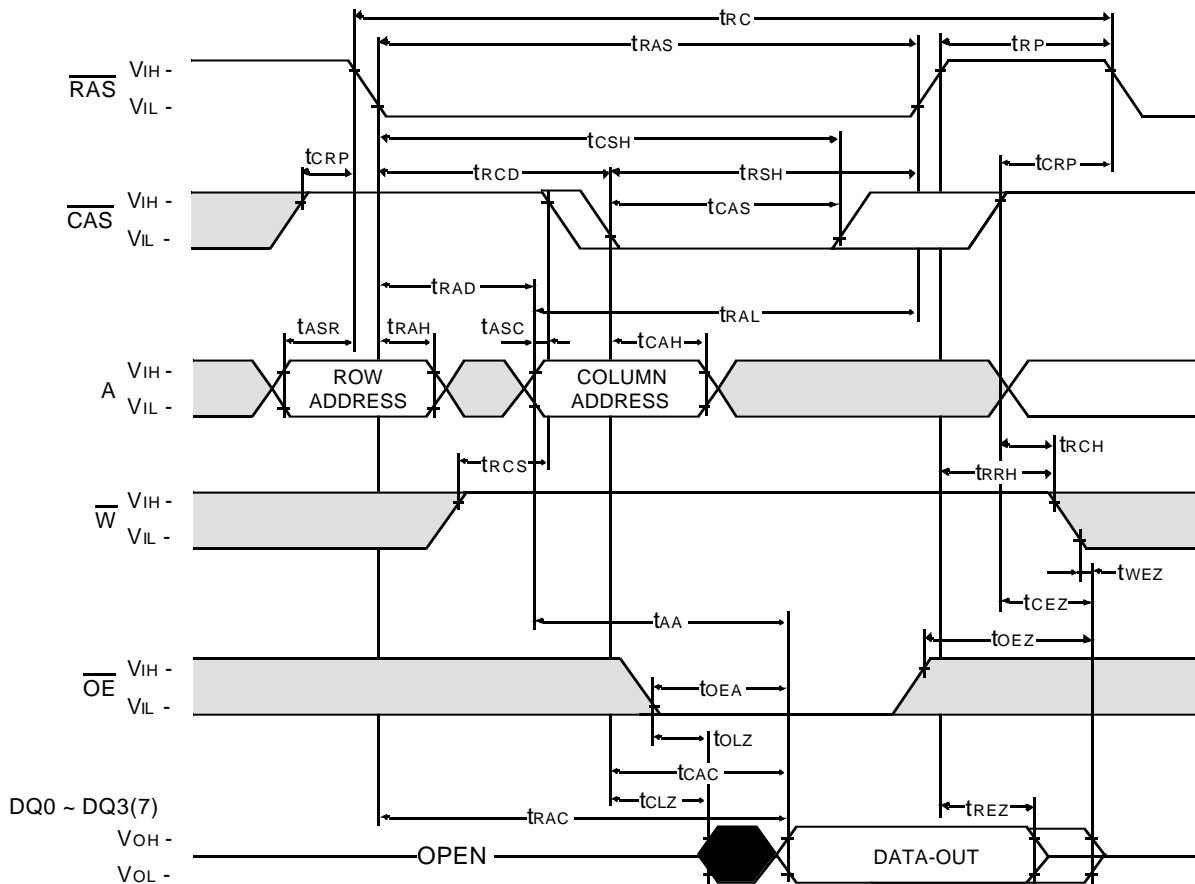 tRC
tRAS
tRP
RAS
VIH -
VIL -
tCSH
tCRP
tRCD
tRSH
tCRP
CAS
VIH -
VIL -
tCAS
tRAD
tRAL
tASR
tRAH
tASC
tCAH
A
VIH -
VIL -
ROW
ADDRESS
COLUMN
ADDRESS
tRCS
tRCH
tRRH
W
VIH -
VIL -
tWEZ
tCEZ
tAA
tOEZ
OE
VIH -
VIL -
tOEA
tOLZ
tCAC
tCLZ
tREZ
tRAC
DQ0 ~ DQ3(7)
VOH -
VOL -
OPEN
DATA-OUT